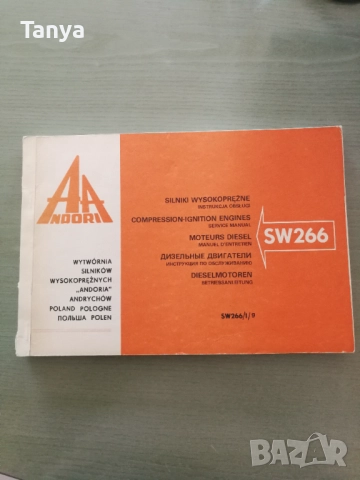 Tanya
ANDORIA
SILNIKI WYSOKOPRĘŻNE
INSTRUKCJA OBSŁUGI
COMPRESSION-IGNITION ENGINES
SERVICE MANUAL
MOTEURS DIESEL
MANUEL D'ENTRETIEN
ДИЗЕЛЬНЫЕ ДВИГАТЕЛИ
ИНСТРУКЦИЯ ПО ОБСЛУЖИВАНИЮ
DIESELMOTOREN
BETRIEBSANLEITUNG
SW266
WYTWÓRNIA
SILNIKÓW
WYSOKOPRĘŻNYCH
„ANDORIA"
ANDRYCHÓW
POLAND POLOGNE
ПОЛЬША POLEN
SW266/I/9
BAZAR.bg